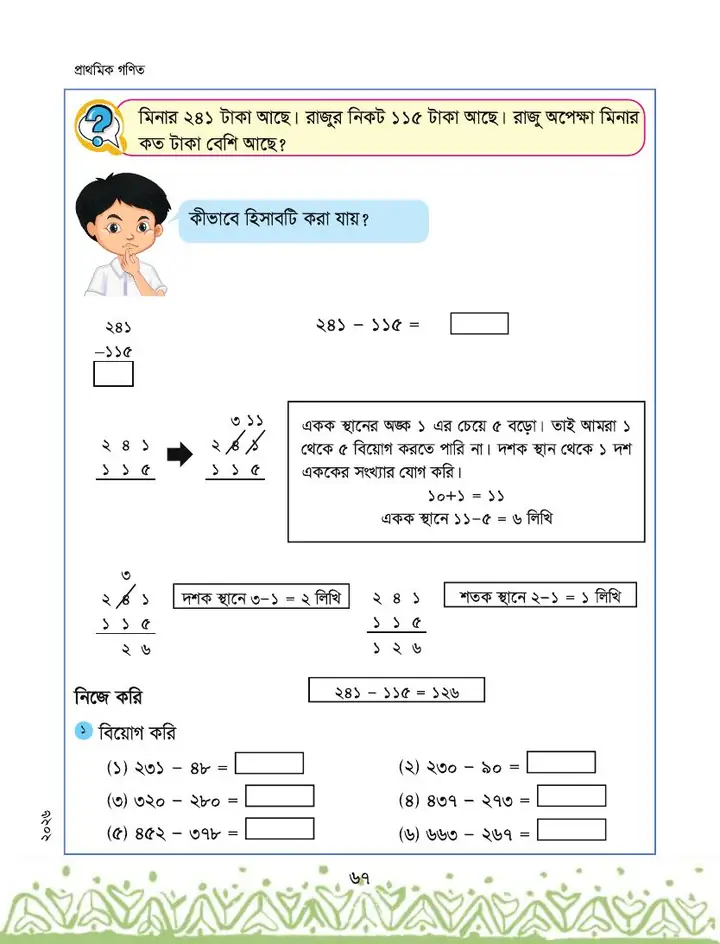 প্রাথমিক গণিত
মিনার ২৪১ টাকা আছে। রাজুর নিকট ১১৫ টাকা আছে। রাজু অপেক্ষা মিনার
কত টাকা বেশি আছে?
কীভাবে হিসাবটি করা যায়?
২৪১
–১১৫
২৪১ – ১১৫ =
৩ ১১
২ ৪ ১
১ ১ ৫
২ ৪ ১
১ ১ ৫
একক স্থানের অঙ্ক ১ এর চেয়ে ৫ বড়ো। তাই আমরা ১
থেকে ৫ বিয়োগ করতে পারি না। দশক স্থান থেকে ১ দশ
এককের সংখ্যার যোগ করি।
১০+১ = ১১
একক স্থানে ১১–৫ = ৬ লিখি
৩
২ ৪ ১
১ ১ ৫
২ ৬
দশক স্থানে ৩–১ = ২ লিখি
২ ৪ ১
১ ১ ৫
১ ২ ৬
শতক স্থানে ২–১ = ১ লিখি
২৪১ – ১১৫ = ১২৬
নিজে করি
১ বিয়োগ করি
(১) ২৩১ – ৪৮ =
(২) ২৩০ – ৯০ =
(৩) ৩২০ – ২৮০ =
(৪) ৪৩৭ – ২৭৩ =
(৫) ৪৫২ – ৩৭৮ =
(৬) ৬৬৩ – ২৬৭ =
২০২৬
৬৭